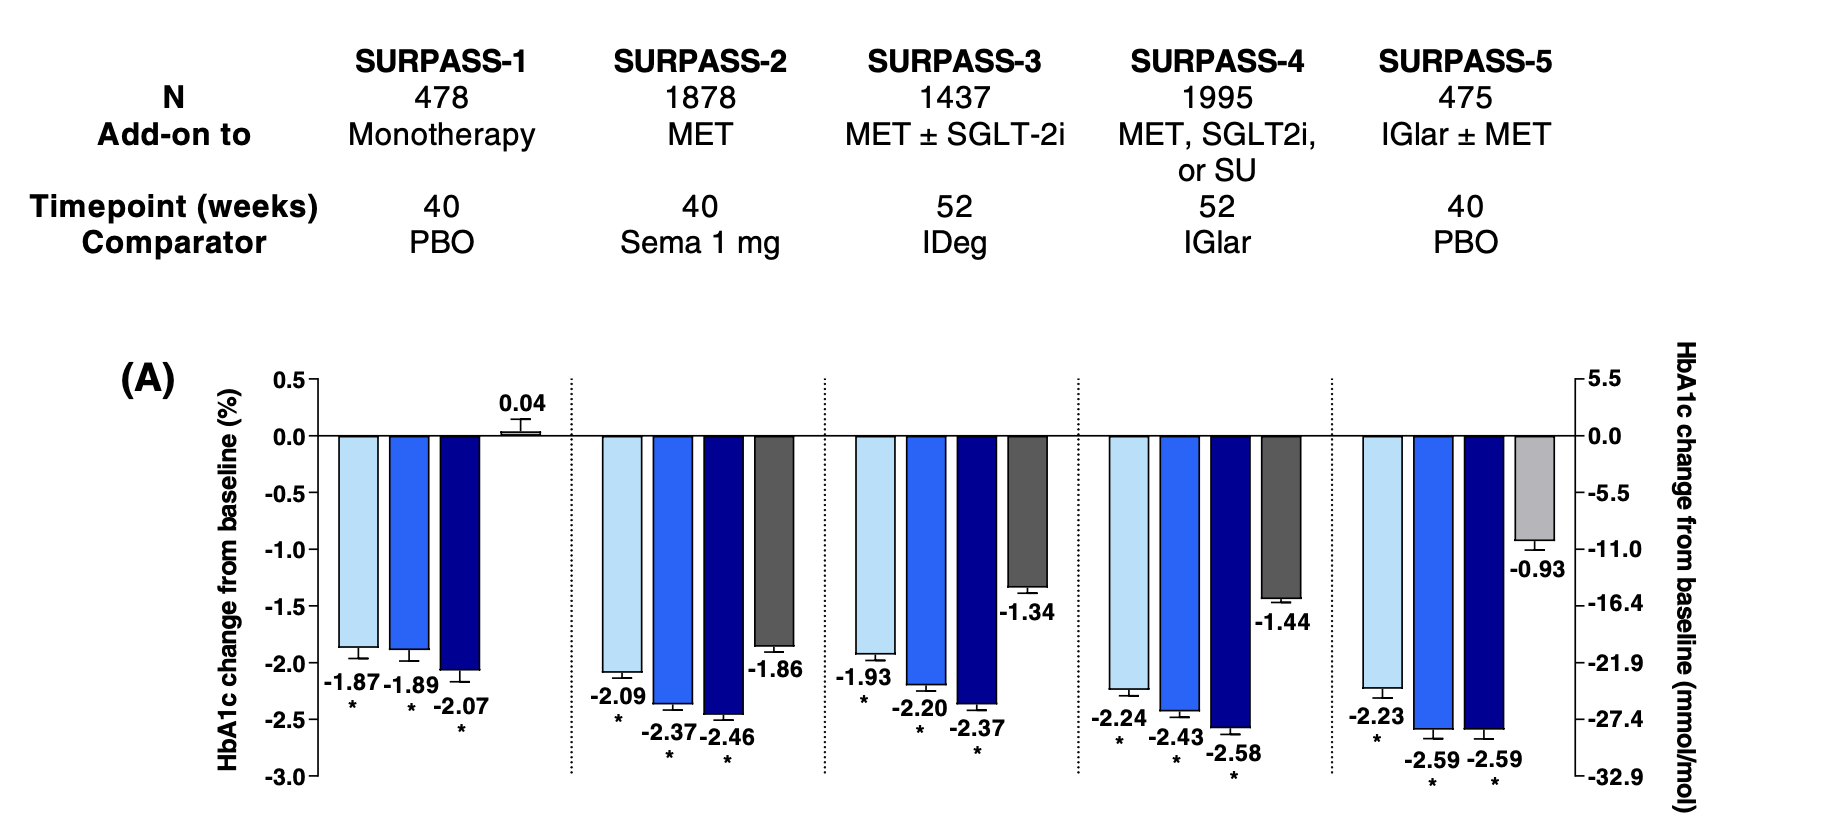 SURPASS-1 SURPASS-2 SURPASS-3 SURPASS-4 SURPASS-5
N 478 1878 1437 1995 475
Add-on to Monotherapy MET MET ± SGLT-2i MET, SGLT2i, IGlar ± MET
or SU
Timepoint (weeks) 40 40 52 52 40
Comparator PBO Sema 1 mg IDeg IGlar PBO
(A)
HbA1c change from baseline (%)
0.5
0.0
-0.5
-1.0
-1.5
-2.0
-2.5
-3.0
-1.87 * -1.89 * -2.07 * 0.04
-2.09 * -2.37 * -2.46 * -1.86
-1.93 * -2.20 * -2.37 * -1.34
-2.24 * -2.43 * -2.58 * -1.44
-2.23 * -2.59 * -2.59 * -0.93
5.5
0.0
-5.5
-11.0
-16.4
-21.9
-27.4
-32.9
HbA1c change from baseline (mmol/mol)